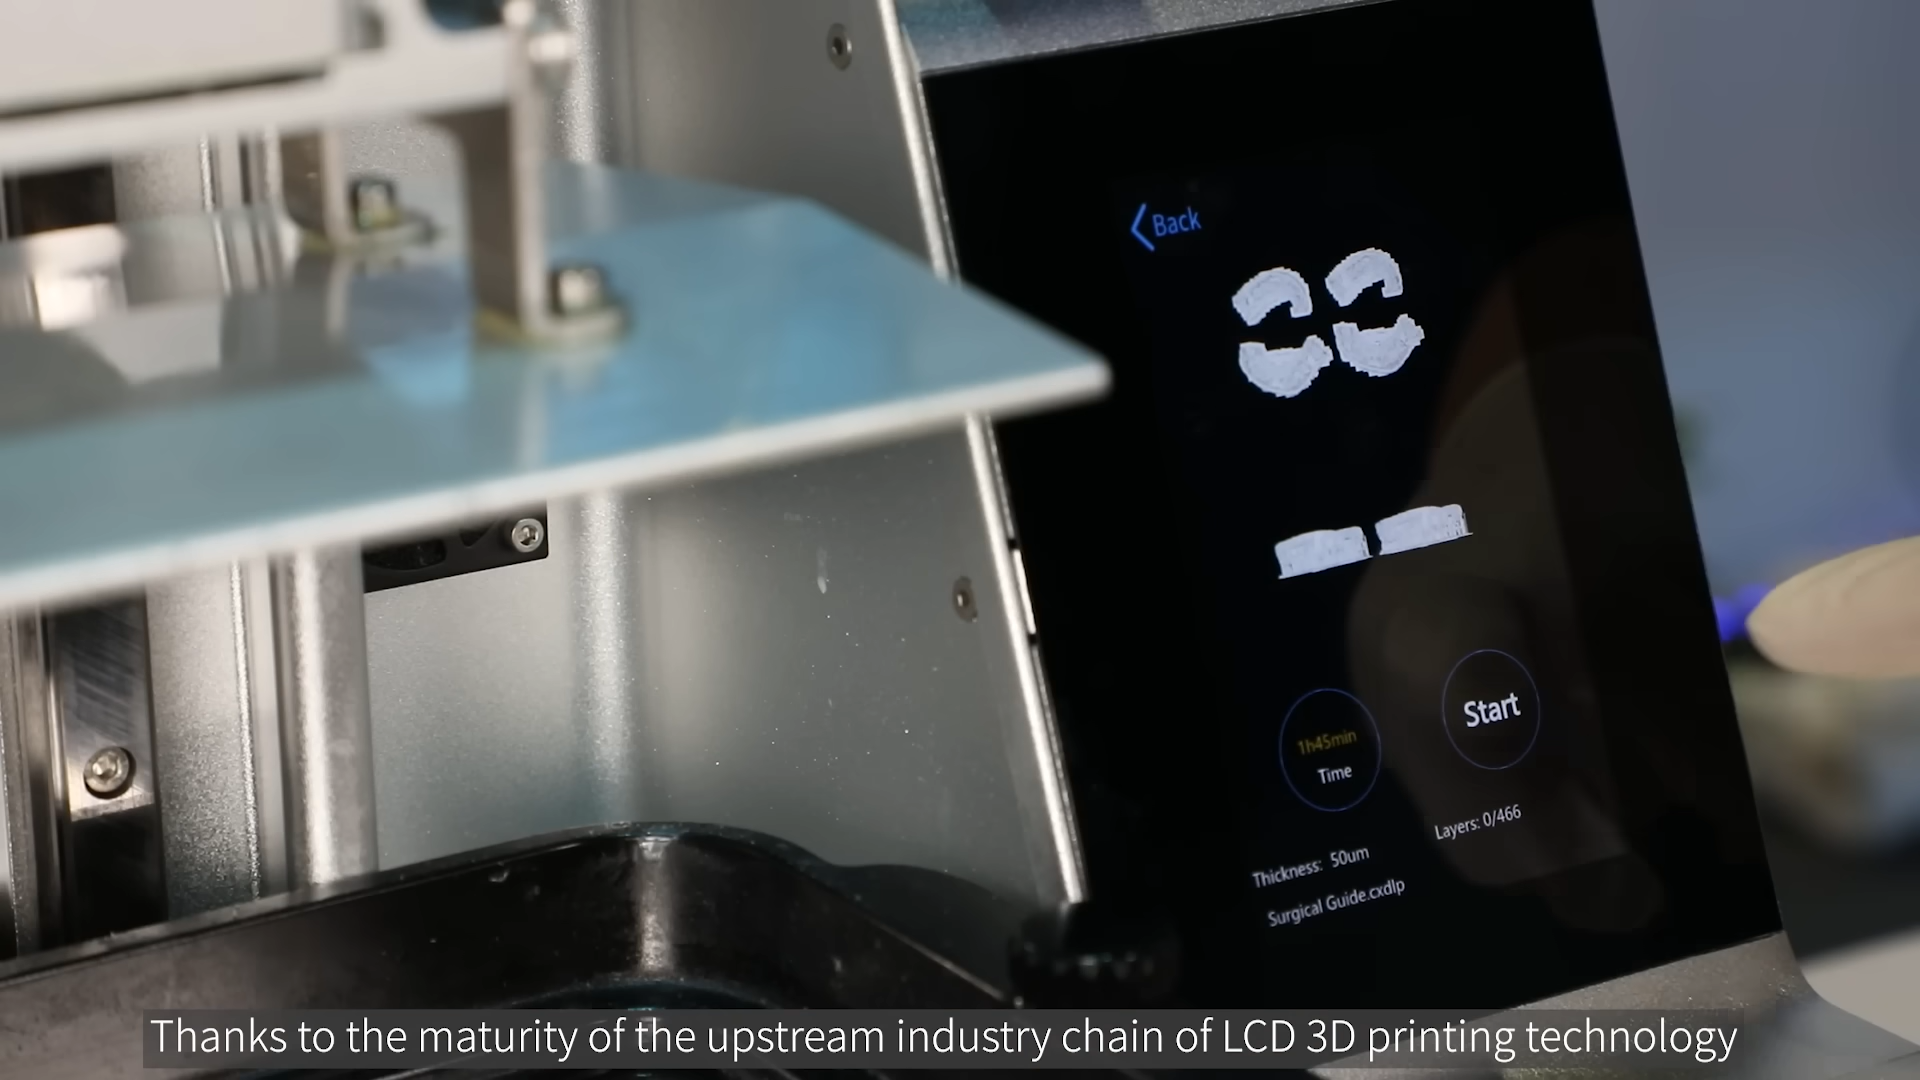 Back
1h45min
Time
Start
Layers: 0/466
Thickness: 50um
Surgical Guide.cxdlp
Thanks to the maturity of the upstream industry chain of LCD 3D printing technology